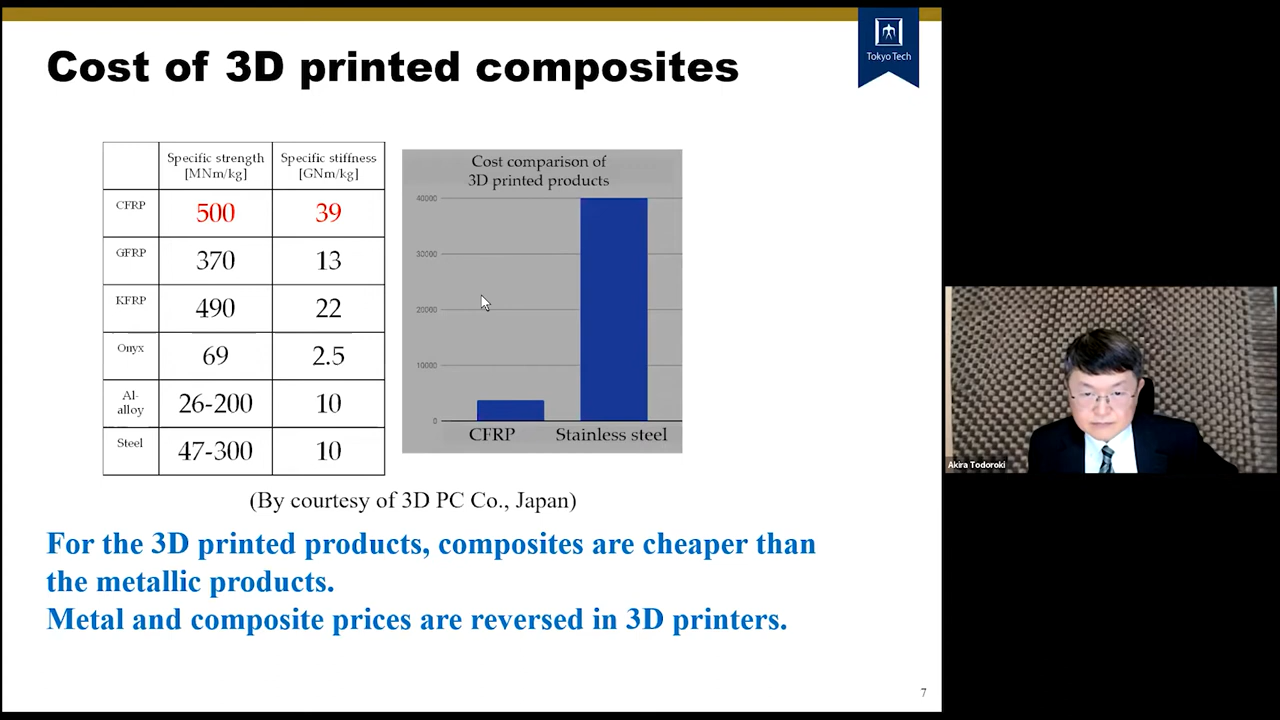 Cost of 3D printed composites
Tokyo Tech
Specific strength
[MNm/kg]
Specific stiffness
[GNm/kg]
CFRP
500
39
GFRP
370
13
KFRP
490
22
Onyx
69
2.5
Al-
alloy
26-200
10
Steel
47-300
10
Cost comparison of
3D printed products
40000
30000
20000
10000
0
CFRP
Stainless steel
(By courtesy of 3D PC Co., Japan)
For the 3D printed products, composites are cheaper than
the metallic products.
Metal and composite prices are reversed in 3D printers.
7
Akira Todoroki